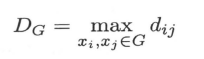 $D_G = \max_{x_i, x_j \in G} d_{ij}$